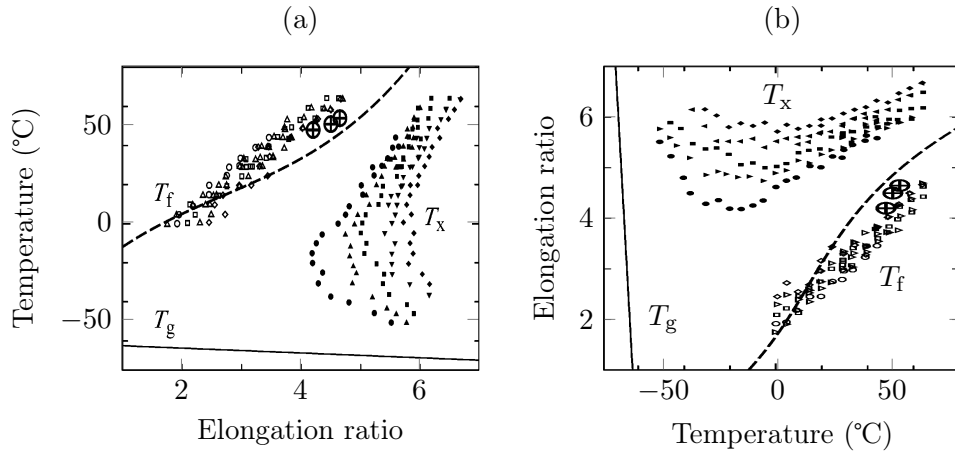 (a)
(b)
Temperature (°C)
50
0
−50
T_f
T_x
T_g
2
4
6
Elongation ratio
Elongation ratio
6
4
2
T_x
T_f
T_g
−50
0
50
Temperature (°C)